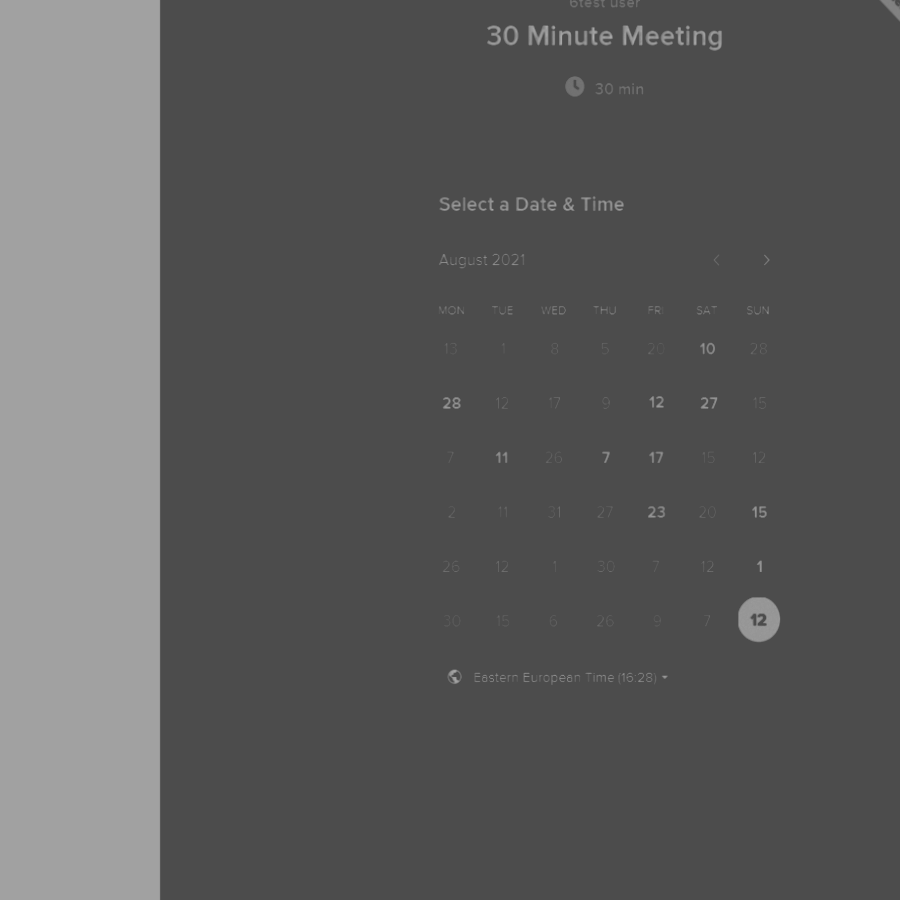 6test user
30 Minute Meeting
30 min
Select a Date & Time
August 2021
MON TUE WED THU FRI SAT SUN
13 1 8 5 20 10 28
28 12 17 9 12 27 15
7 11 26 7 17 15 12
2 11 31 27 23 20 15
26 12 1 30 7 12 1
30 15 6 26 9 7 12
Eastern European Time (16:28)